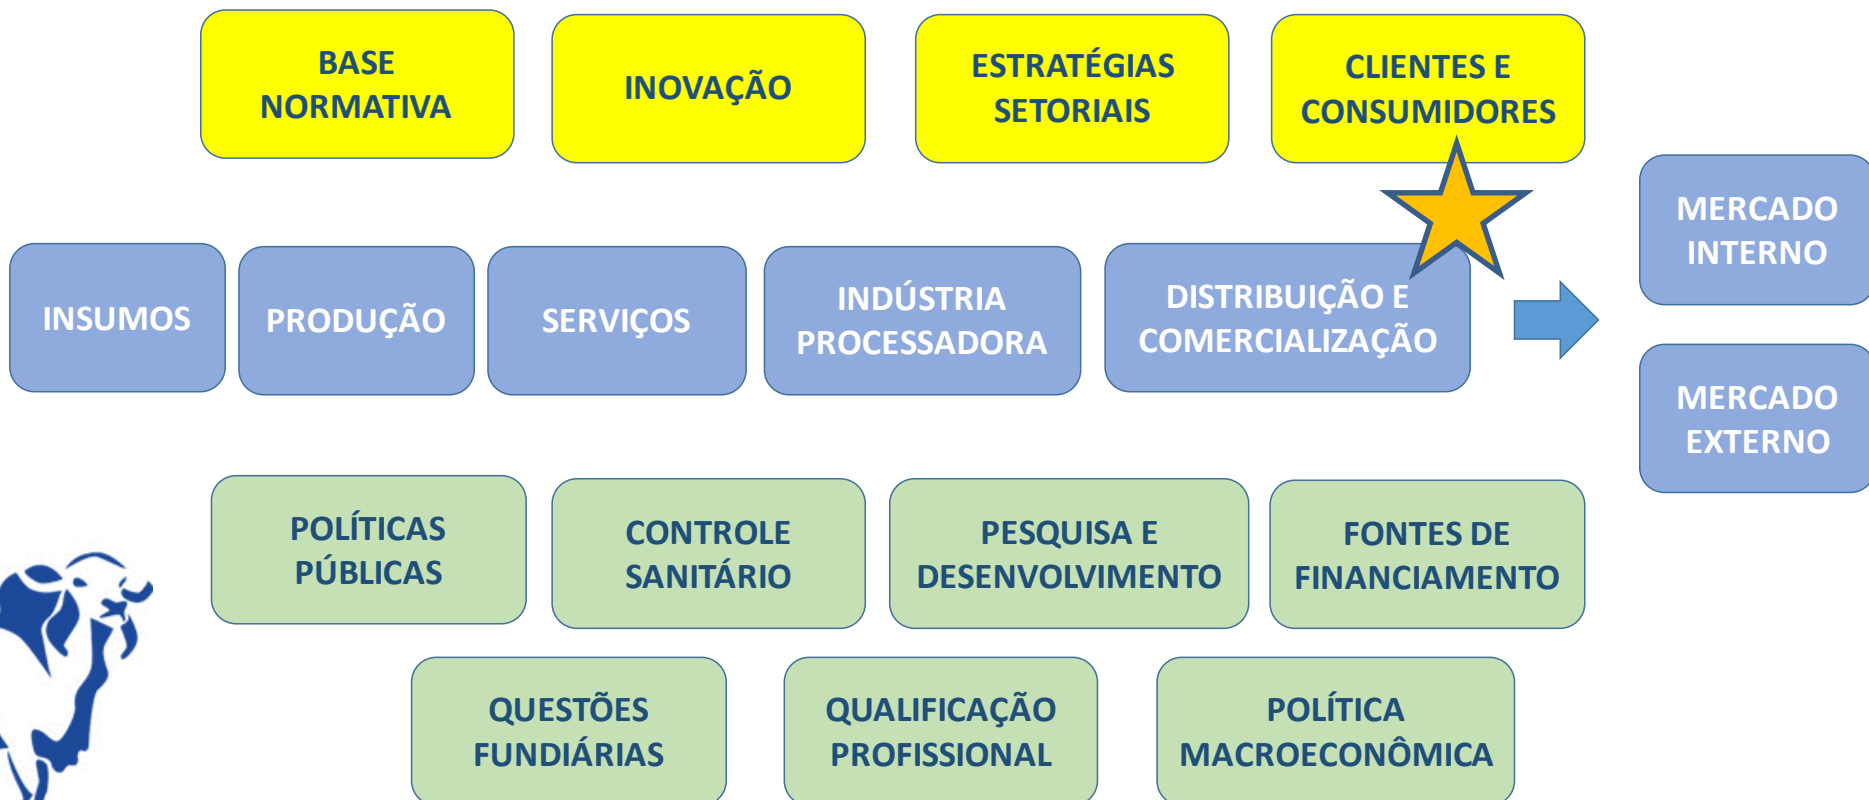 BASE
NORMATIVA
INOVAÇÃO
ESTRATÉGIAS
SETORIAIS
CLIENTES E
CONSUMIDORES
INSUMOS
PRODUÇÃO
SERVIÇOS
INDÚSTRIA
PROCESSADORA
DISTRIBUIÇÃO E
COMERCIALIZAÇÃO
MERCADO
INTERNO
MERCADO
EXTERNO
POLÍTICAS
PÚBLICAS
CONTROLE
SANITÁRIO
PESQUISA E
DESENVOLVIMENTO
FONTES DE
FINANCIAMENTO
QUESTÕES
FUNDIÁRIAS
QUALIFICAÇÃO
PROFISSIONAL
POLÍTICA
MACROECONÔMICA